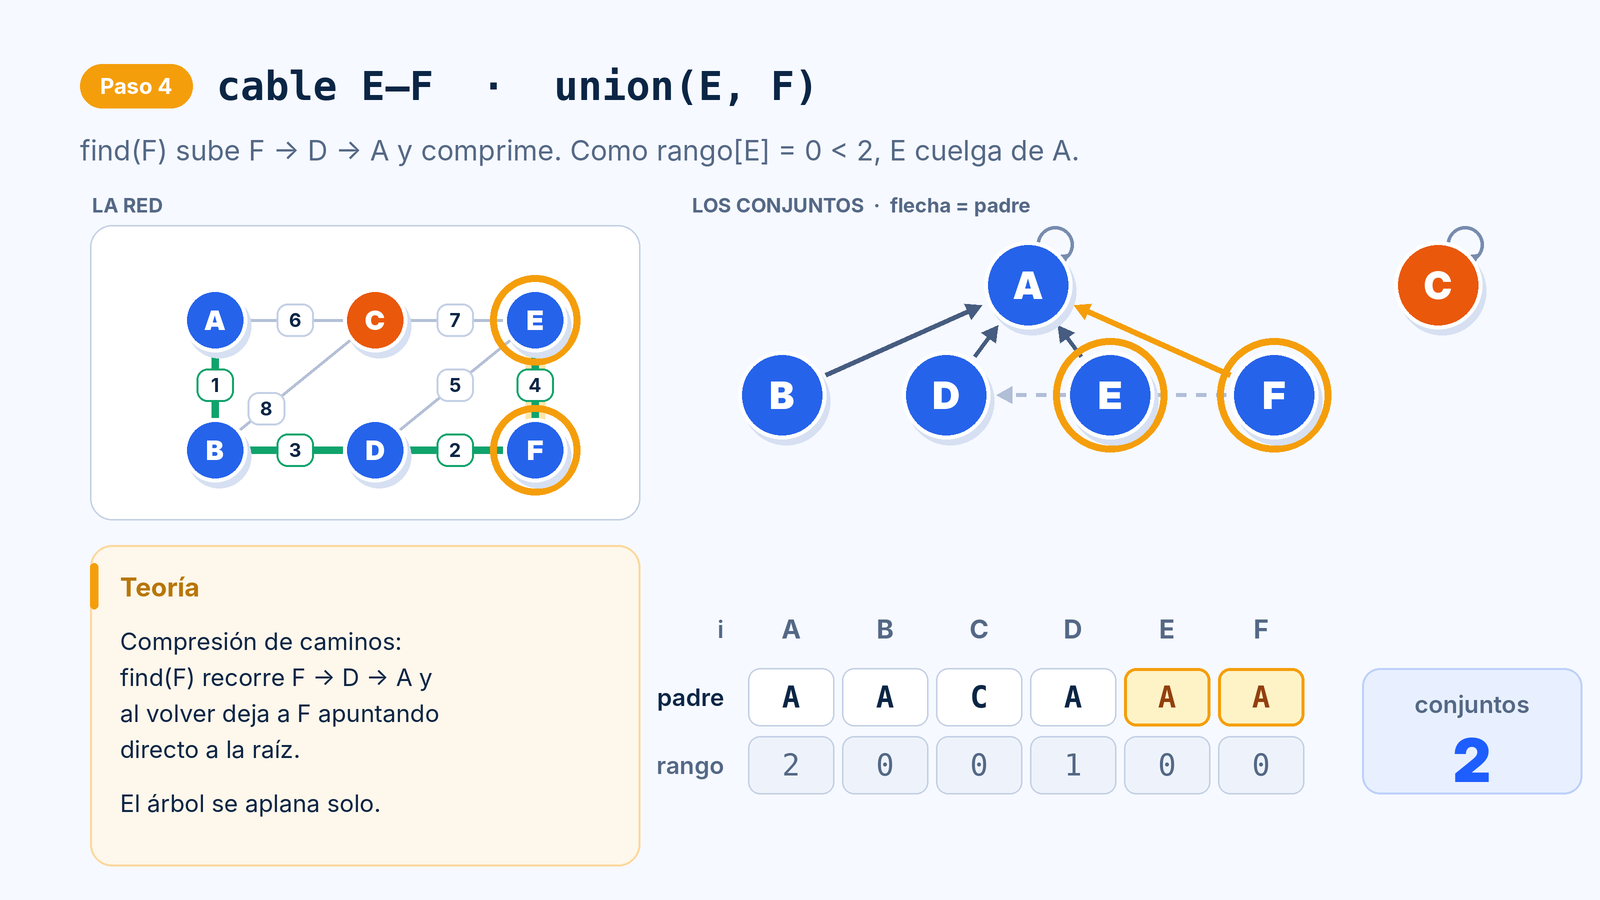 Paso 4 cable E—F · union(E, F)
find(F) sube F → D → A y comprime. Como rango[E] = 0 < 2, E cuelga de A.
LA RED
LOS CONJUNTOS · flecha = padre
A 6 C 7 E
1 8 5 4
B 3 D 2 F
A C
B D E F
Teoría
Compresión de caminos:
find(F) recorre F → D → A y
al volver deja a F apuntando
directo a la raíz.
El árbol se aplana solo.
i A B C D E F
padre A A C A A A
rango 2 0 0 1 0 0
conjuntos
2